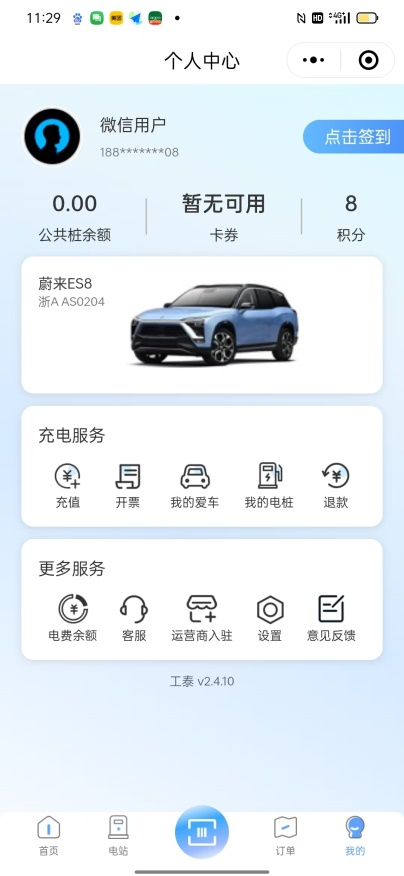 11:29
个人中心
微信用户
188*******08
点击签到
0.00
暂无可用
8
公共桩余额
卡券
积分
蔚来ES8
浙A AS0204
充电服务
充值
开票
我的爱车
我的电桩
退款
更多服务
电费余额
客服
运营商入驻
设置
意见反馈
工泰 v2.4.10
首页
电站
订单
我的